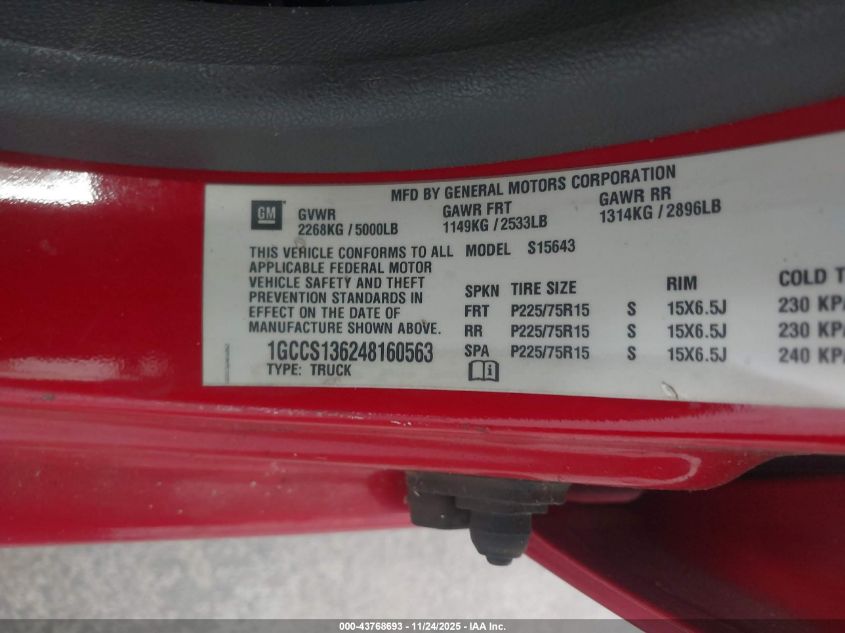 MFD BY GENERAL MOTORS CORPORATION
GM
GVWR GAWR FRT GAWR RR
2268KG / 5000LB 1149KG / 2533LB 1314KG / 2896LB
THIS VEHICLE CONFORMS TO ALL
APPLICABLE FEDERAL MOTOR
VEHICLE SAFETY AND THEFT
PREVENTION STANDARDS IN
EFFECT ON THE DATE OF
MANUFACTURE SHOWN ABOVE.
1GCCS136248160563
TYPE: TRUCK
MODEL S15643
SPKN TIRE SIZE RIM COLD
FRT P225/75R15 S 15X6.5J 230
RR P225/75R15 S 15X6.5J 230
SPA P225/75R15 S 15X6.5J 240 KPA
000-43768693 - 11/24/2025 - IAA Inc.